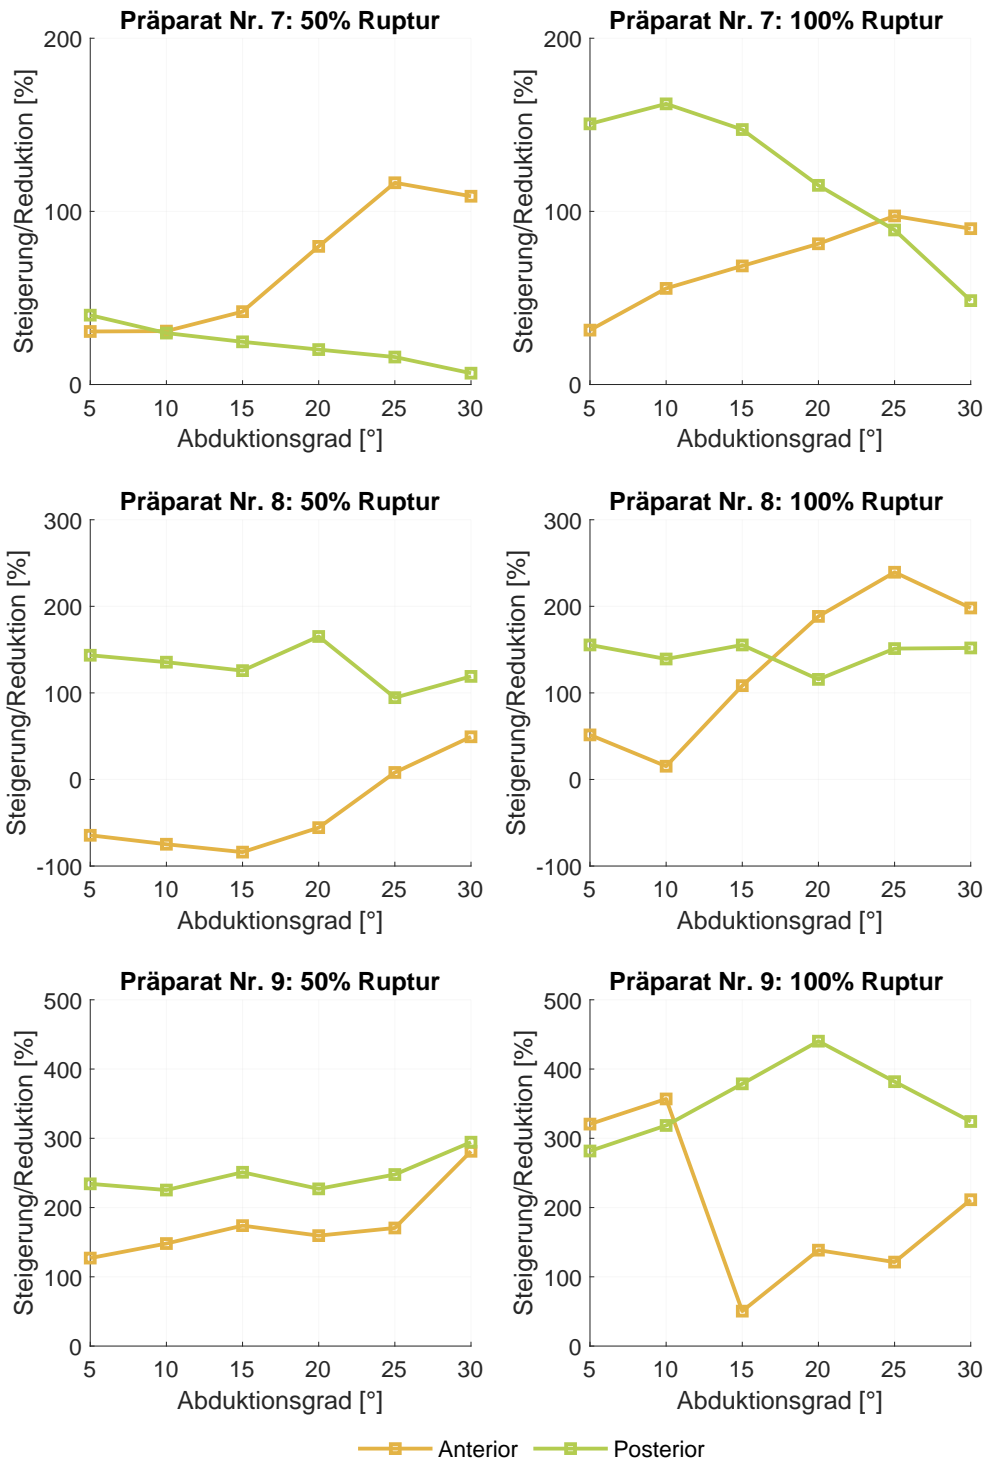 Präparat Nr. 7: 50% Ruptur
Steigerung/Reduktion [%]
200
100
0
5 10 15 20 25 30
Abduktionsgrad [°]
Präparat Nr. 7: 100% Ruptur
Steigerung/Reduktion [%]
200
100
0
5 10 15 20 25 30
Abduktionsgrad [°]
Präparat Nr. 8: 50% Ruptur
Steigerung/Reduktion [%]
300
200
100
0
-100
5 10 15 20 25 30
Abduktionsgrad [°]
Präparat Nr. 8: 100% Ruptur
Steigerung/Reduktion [%]
300
200
100
0
-100
5 10 15 20 25 30
Abduktionsgrad [°]
Präparat Nr. 9: 50% Ruptur
Steigerung/Reduktion [%]
500
400
300
200
100
0
5 10 15 20 25 30
Abduktionsgrad [°]
Präparat Nr. 9: 100% Ruptur
Steigerung/Reduktion [%]
500
400
300
200
100
0
5 10 15 20 25 30
Abduktionsgrad [°]
Anterior Posterior